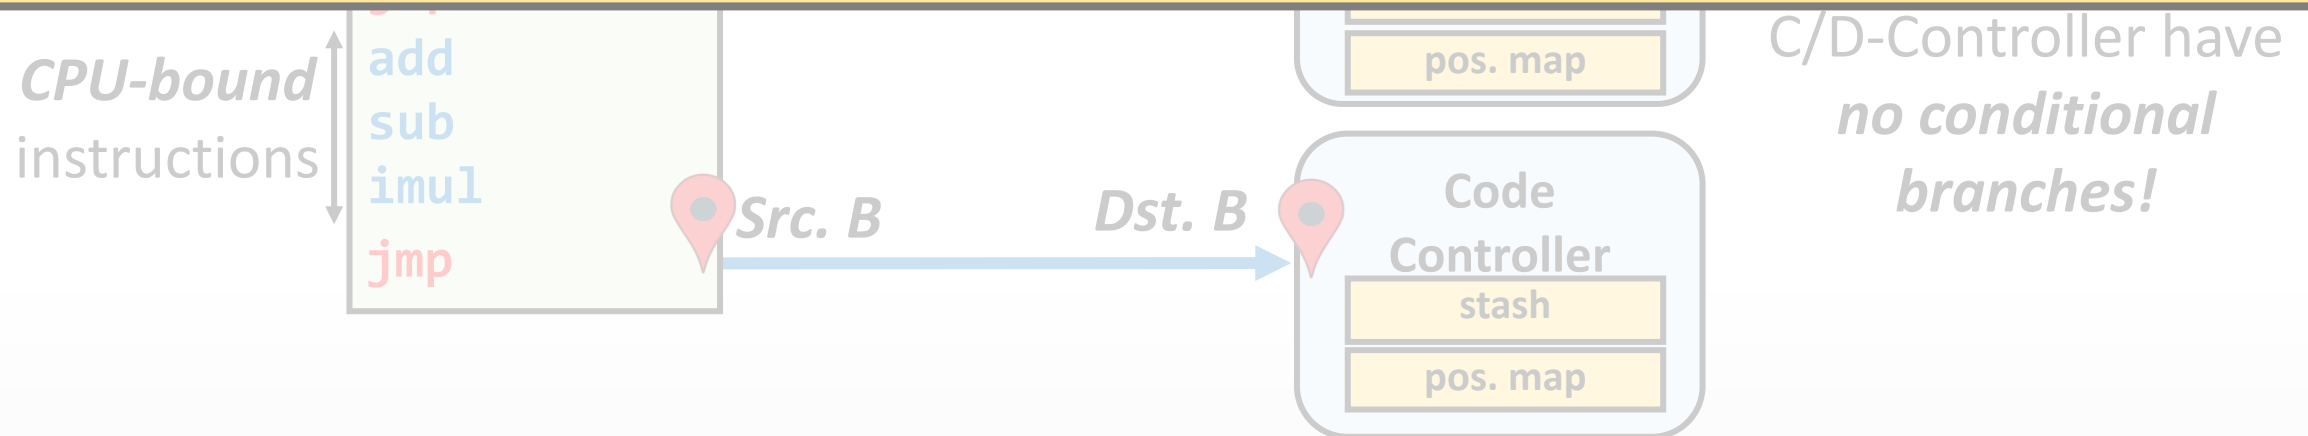 CPU-bound
instructions
add
sub
imul
jmp
Src. B
Dst. B
pos. map
Code
Controller
stash
pos. map
C/D-Controller have
no conditional
branches!